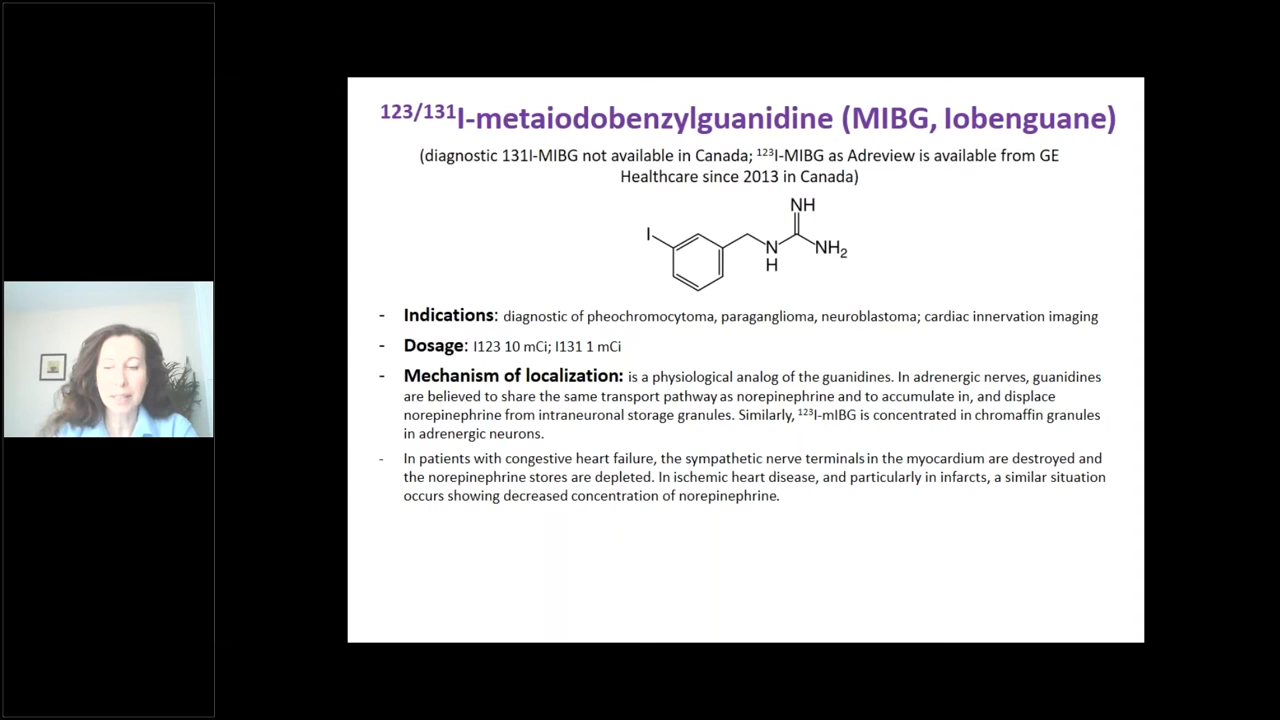 123/131I-metaiodobenzylguanidine (MIBG, Iobenguane)
(diagnostic 131I-MIBG not available in Canada; 123I-MIBG as Adreview is available from GE
Healthcare since 2013 in Canada)
NH
I
N
H
NH2
- Indications: diagnostic of pheochromocytoma, paraganglioma, neuroblastoma; cardiac innervation imaging
- Dosage: I123 10 mCi; I131 1 mCi
- Mechanism of localization: is a physiological analog of the guanidines. In adrenergic nerves, guanidines
are believed to share the same transport pathway as norepinephrine and to accumulate in, and displace
norepinephrine from intraneuronal storage granules. Similarly, 123I-mIBG is concentrated in chromaffin granules
in adrenergic neurons.
- In patients with congestive heart failure, the sympathetic nerve terminals in the myocardium are destroyed and
the norepinephrine stores are depleted. In ischemic heart disease, and particularly in infarcts, a similar situation
occurs showing decreased concentration of norepinephrine.